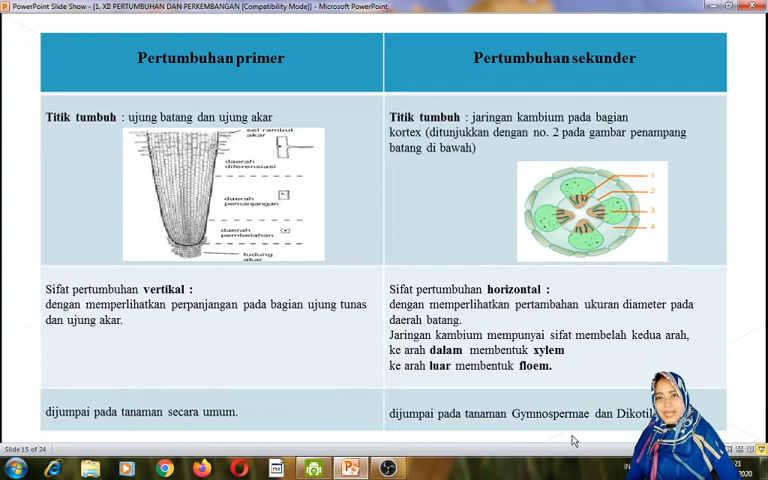 PowerPoint Slide Show - [1. XII PERTUMBUHAN DAN PERKEMBANGAN [Compatibility Mode]] - Microsoft PowerPoint
Pertumbuhan primer
Pertumbuhan sekunder
Titik tumbuh : ujung batang dan ujung akar
sel rambut
akar
daerah
diferensiasi
daerah
pemanjangan
daerah
pembelahan
tudung
akar
Titik tumbuh : jaringan kambium pada bagian
kortex (ditunjukkan dengan no. 2 pada gambar penampang
batang di bawah)
1
2
3
4
Sifat pertumbuhan vertikal :
dengan memperlihatkan perpanjangan pada bagian ujung tunas
dan ujung akar.
Sifat pertumbuhan horizontal :
dengan memperlihatkan pertambahan ukuran diameter pada
daerah batang.
Jaringan kambium mempunyai sifat membelah kedua arah,
ke arah dalam membentuk xylem
ke arah luar membentuk floem.
dijumpai pada tanaman secara umum.
dijumpai pada tanaman Gymnospermae dan
Slide 15 of 24